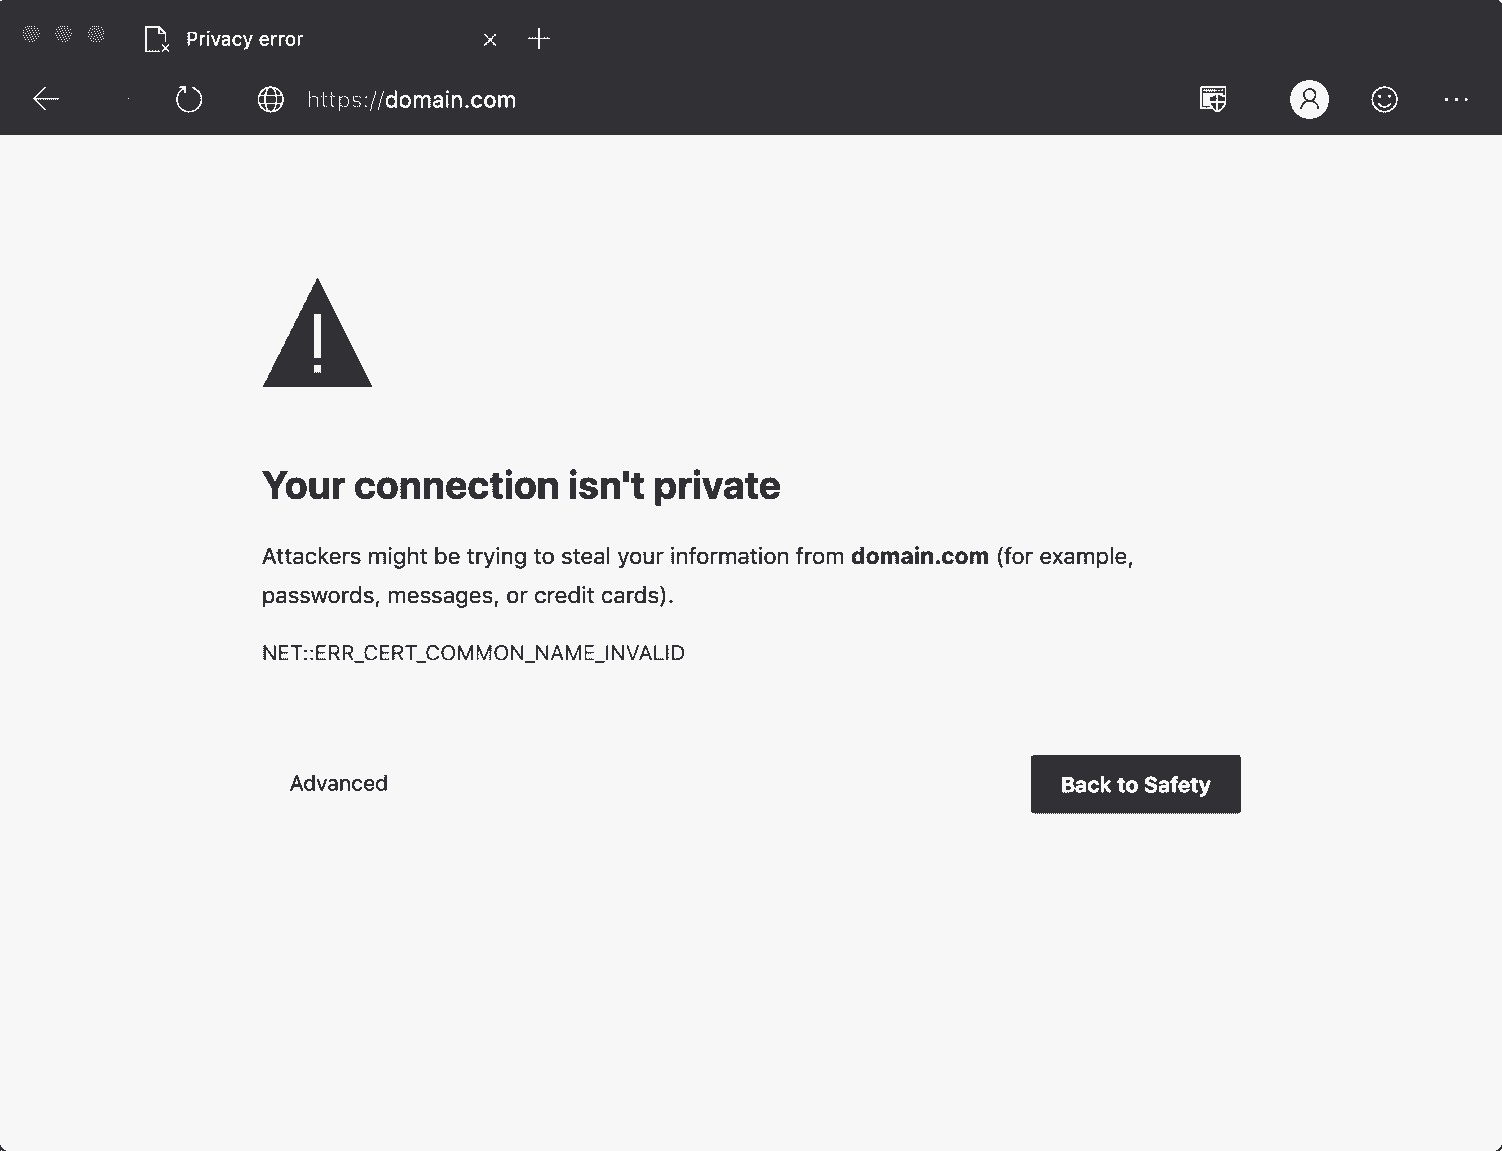 Privacy error
https://domain.com
Your connection isn't private
Attackers might be trying to steal your information from domain.com (for example,
passwords, messages, or credit cards).
NET::ERR_CERT_COMMON_NAME_INVALID
Advanced
Back to Safety